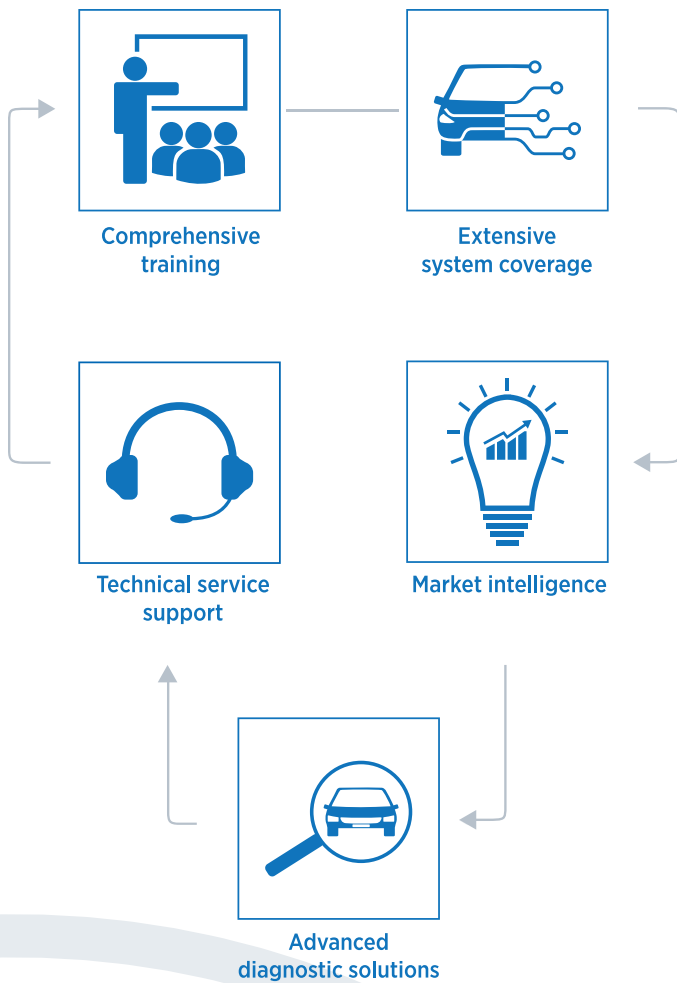 Comprehensive
training
Extensive
system coverage
Technical service
support
Market intelligence
Advanced
diagnostic solutions